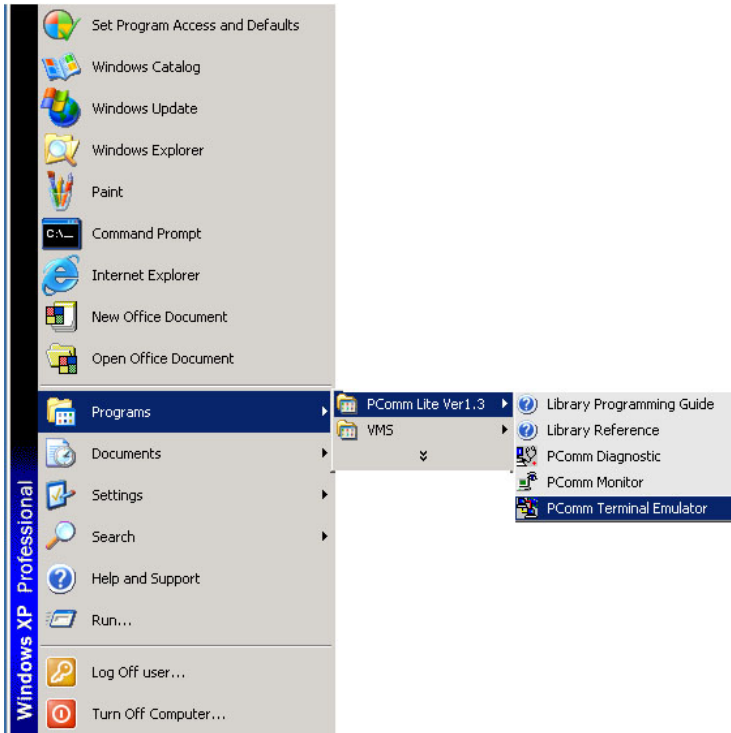 Set Program Access and Defaults
Windows Catalog
Windows Update
Windows Explorer
Paint
C:\_
Command Prompt
Internet Explorer
New Office Document
Open Office Document
Programs
PComm Lite Ver1.3
Library Programming Guide
VMS
Library Reference
PComm Diagnostic
PComm Monitor
PComm Terminal Emulator
Documents
Settings
Search
Help and Support
Run...
Log Off user...
Turn Off Computer...
Windows XP Professional